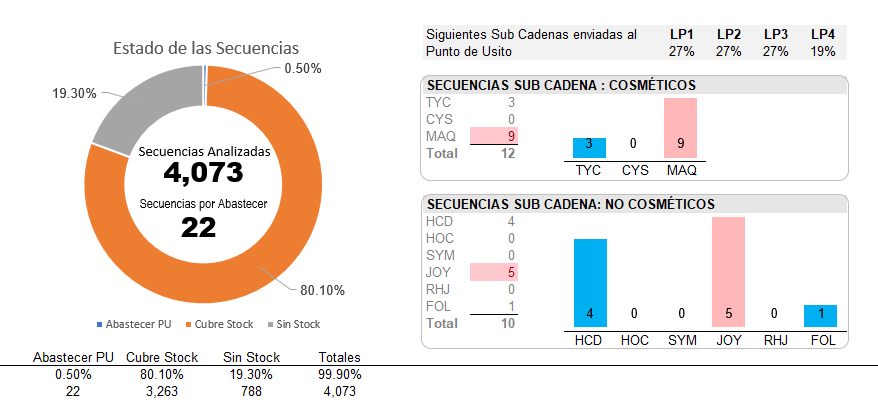 Estado de las Secuencias
0.50%
19.30%
Secuencias Analizadas
4,073
Secuencias por Abastecer
22
80.10%
Abastecer PU Cubre Stock Sin Stock
Abastecer PU Cubre Stock Sin Stock Totales
0.50% 80.10% 19.30% 99.90%
22 3,263 788 4,073
Siguientes Sub Cadenas enviadas al LP1 LP2 LP3 LP4
Punto de Usito 27% 27% 27% 19%
SECUENCIAS SUB CADENA : COSMÉTICOS
TYC 3
CYS 0
MAQ 9
Total 12
3 0 9
TYC CYS MAQ
SECUENCIAS SUB CADENA: NO COSMÉTICOS
HCD 4
HOC 0
SYM 0
JOY 5
RHJ 0
FOL 1
Total 10
4 0 0 5 0 1
HCD HOC SYM JOY RHJ FOL